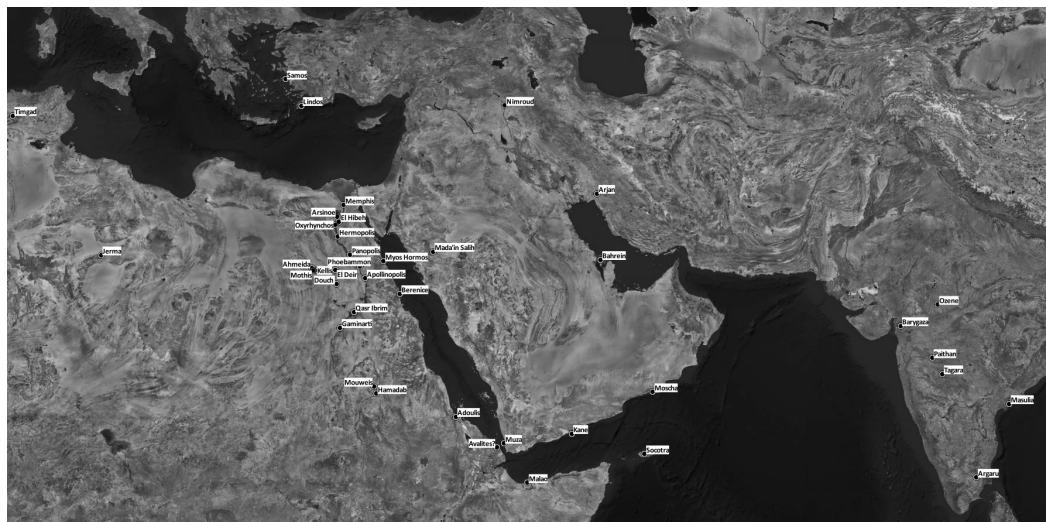 Samos
Lindos
Nimroud
Timgad
Arjan
Memphis
Arsinoe
El Hibeh
Oxyrhynchos
Hermopolis
Jerma
Panopolis
Mada'in Salih
Myos Hormos
Bahrein
Phoebammon
Ahmeida
Kellis
Mothis
El Deir
Apollinopolis
Douch
Berenice
Qasr Ibrim
Ozene
Gaminarti
Barygaza
Paithan
Tagara
Mouweis
Hamadab
Moscha
Masulia
Adoulis
Kane
Avalites?
Muza
Socotra
Argaru
Malao